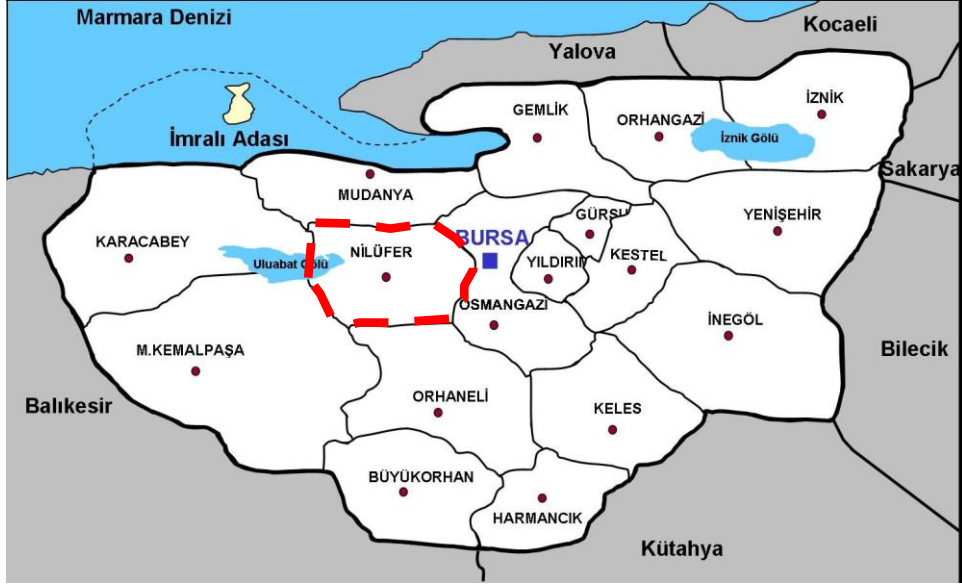 Marmara Denizi
Kocaeli
Yalova
İZNİK
GEMLİK
ORHANGAZİ
İmralı Adası
İznik Gölü
Sakarya
MUDANYA
GÜRSU
YENİŞEHİR
KARACABEY
BURSA
NİLÜFER
KESTEL
Uluabat Gölü
YILDIRIM
OSMANGAZİ
İNEGÖL
M.KEMALPAŞA
Bilecik
ORHANELİ
Balıkesir
KELES
BÜYÜKORHAN
HARMANCIK
Kütahya